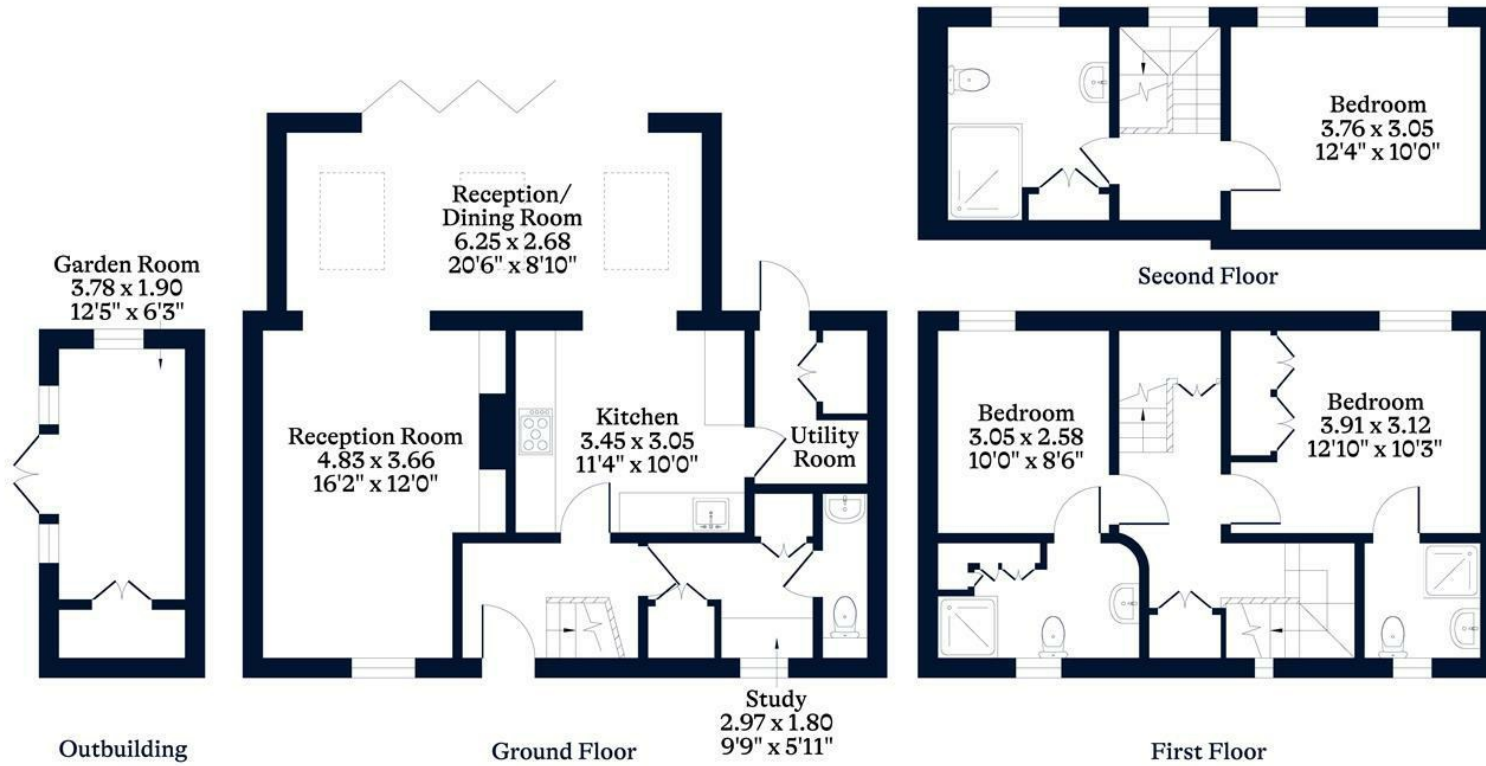 Bedroom
3.76 x 3.05
12'4" x 10'0"
Second Floor
Reception/
Dining Room
6.25 x 2.68
20'6" x 8'10"
Garden Room
3.78 x 1.90
12'5" x 6'3"
Reception Room
4.83 x 3.66
16'2" x 12'0"
Kitchen
3.45 x 3.05
11'4" x 10'0"
Utility
Room
Study
2.97 x 1.80
9'9" x 5'11"
Bedroom
3.05 x 2.58
10'0" x 8'6"
Bedroom
3.91 x 3.12
12'10" x 10'3"
Outbuilding
Ground Floor
First Floor